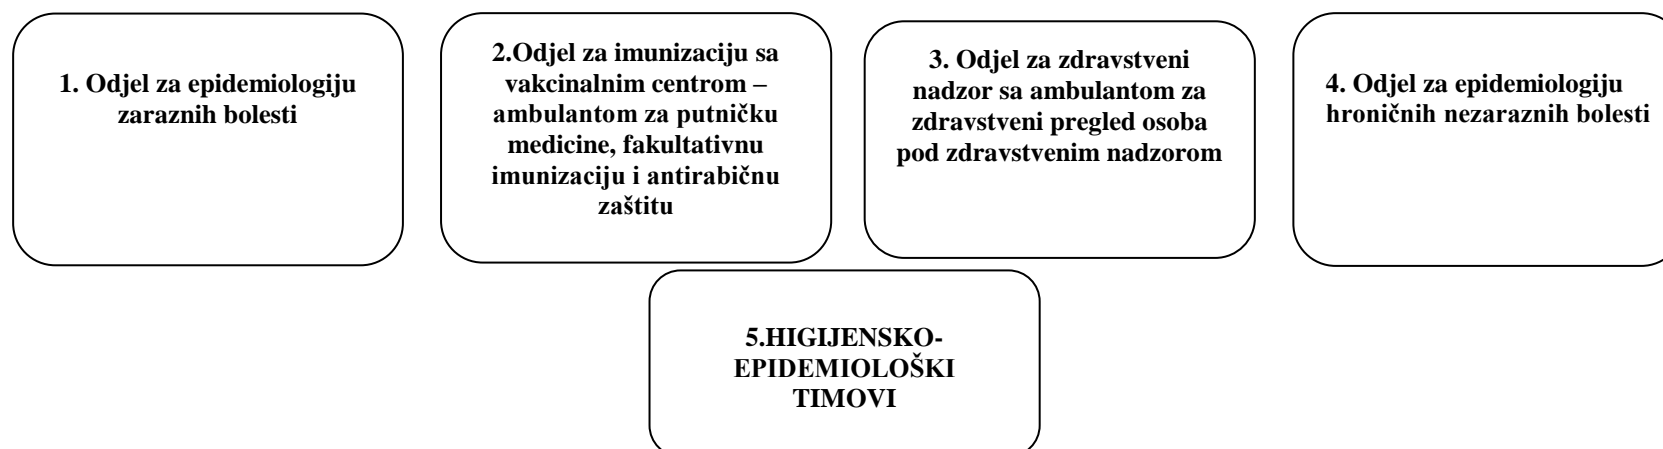 1. Odjel za epidemiologiju
zaraznih bolesti
2.Odjel za imunizaciju sa
vakcinalnim centrom –
ambulantom za putničku
medicine, fakultativnu
imunizaciju i antirabičnu
zaštitu
3. Odjel za zdravstveni
nadzor sa ambulantom za
zdravstveni pregled osoba
pod zdravstvenim nadzorom
4. Odjel za epidemiologiju
hroničnih nezaraznih bolesti
5.HIGIJENSKO-
EPIDEMIOLOŠKI
TIMOVI